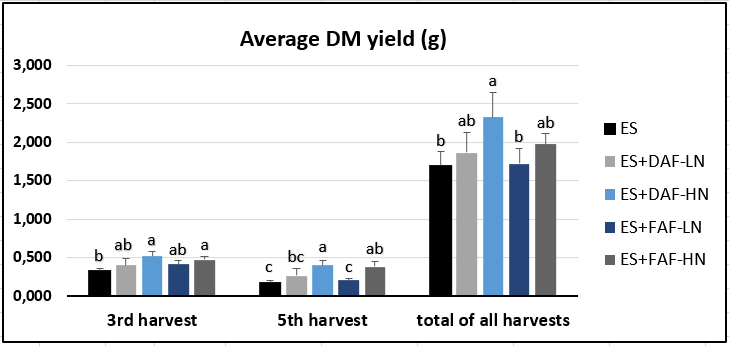 Average DM yield (g)
3,000
2,500
2,000
1,500
1,000
0,500
0,000
b ab a ab a
c bc a c ab
b ab a b ab
3rd harvest
5th harvest
total of all harvests
ES
ES+DAF-LN
ES+DAF-HN
ES+FAF-LN
ES+FAF-HN